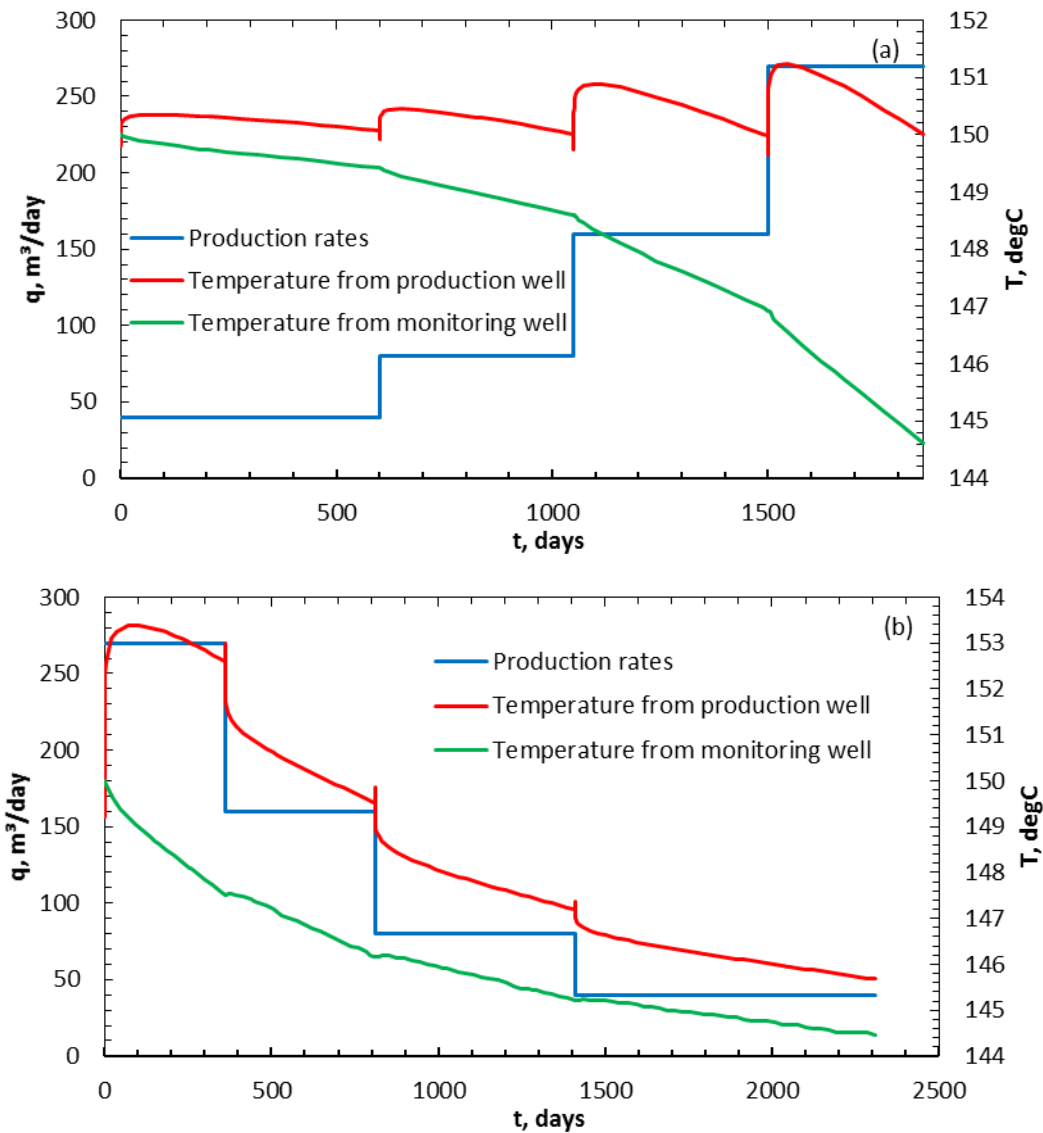 (a)
300
250
200
150
100
50
0
q, m³/day
152
151
150
149
148
147
146
145
144
T, degC
Production rates
Temperature from production well
Temperature from monitoring well
0 500 1000 1500
t, days
(b)
300
250
200
150
100
50
0
q, m³/day
154
153
152
151
150
149
148
147
146
145
144
T, degC
Production rates
Temperature from production well
Temperature from monitoring well
0 500 1000 1500 2000 2500
t, days